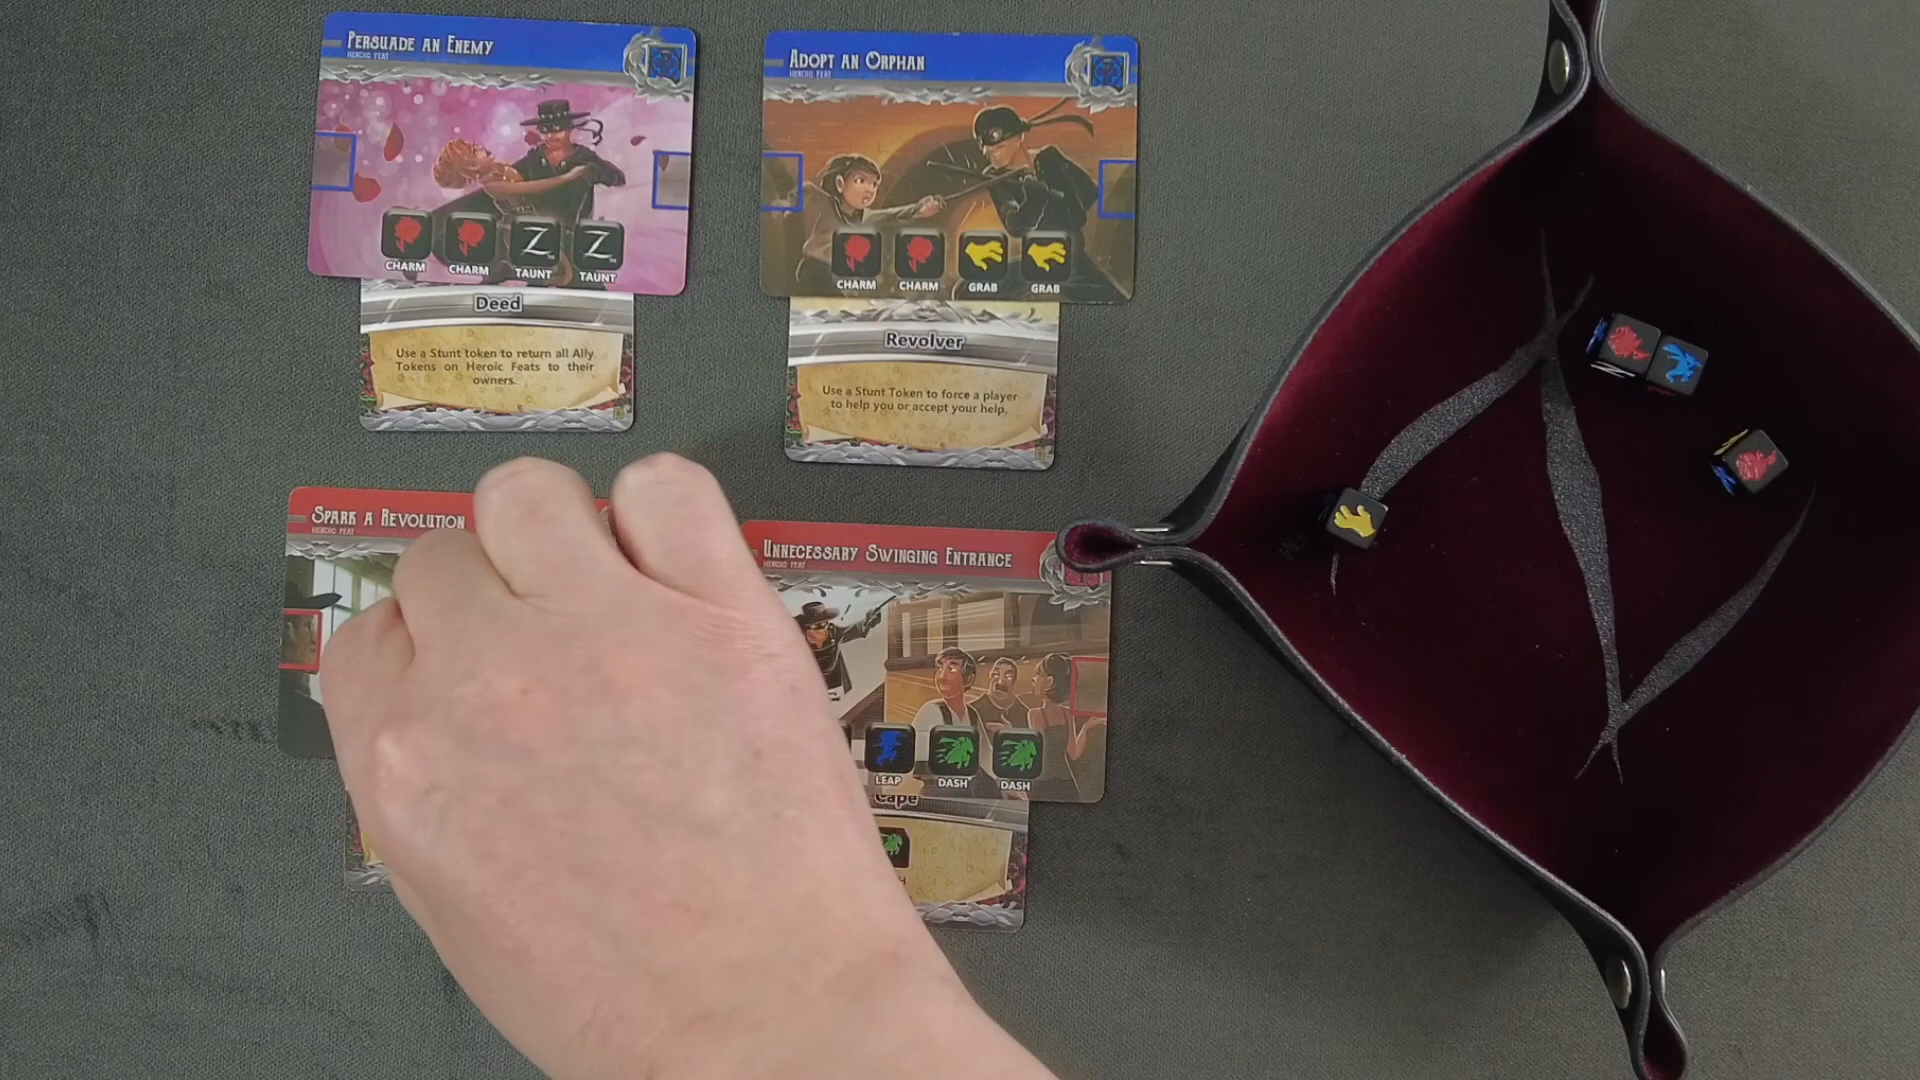 PERSUADE AN ENEMY
HEROIC FEAT
CHARM
CHARM
TAUNT
TAUNT
Deed
Use a Stunt token to return all Ally
Tokens on Heroic Feats to their
owners.
ADOPT AN ORPHAN
HEROIC FEAT
CHARM
CHARM
GRAB
GRAB
Revolver
Use a Stunt Token to force a player
to help you or accept your help.
SPARK A REVOLUTION
HEROIC FEAT
UNNECESSARY SWINGING ENTRANCE
HEROIC FEAT
LEAP
DASH
DASH
Cape